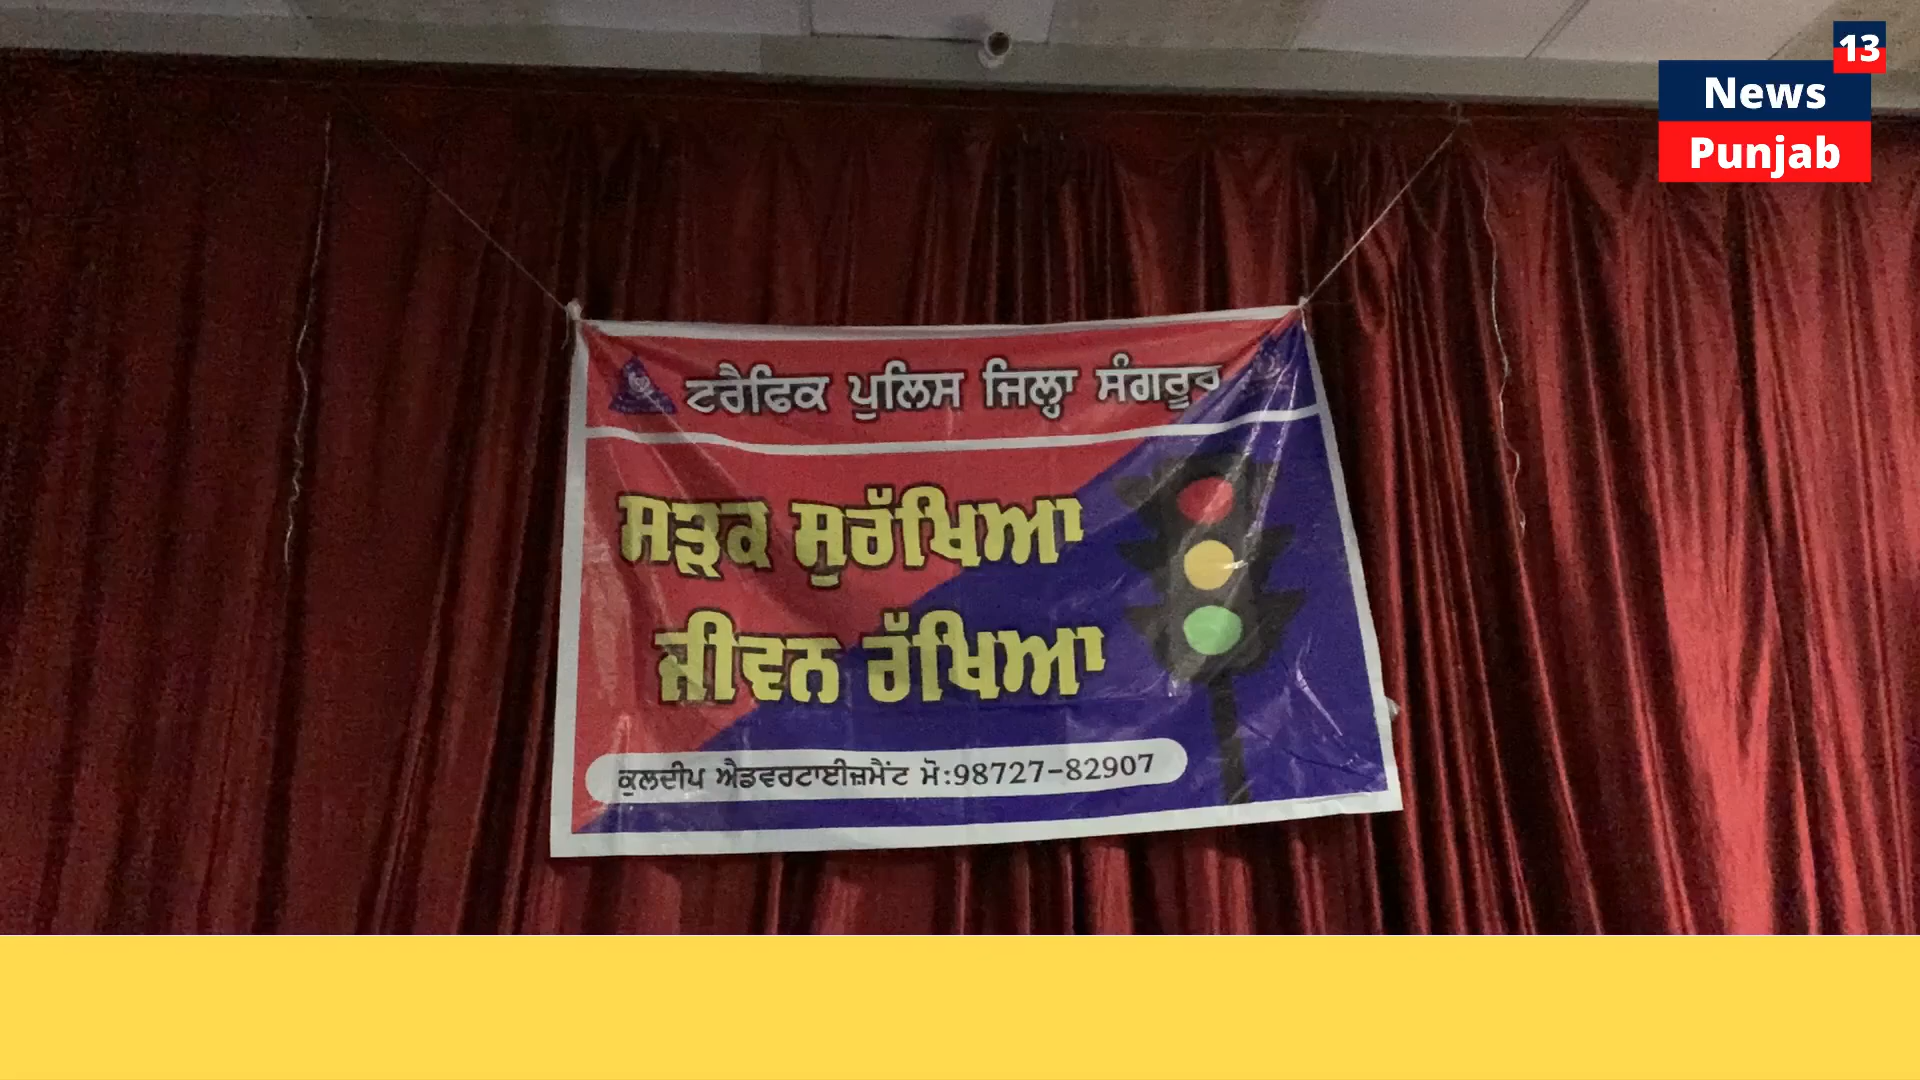 13
News
Punjab
ਟਰੈਫਿਕ ਪੁਲਿਸ ਜਿਲ੍ਹਾ ਸੰਗਰੂਰ
ਸੜਕ ਸੁਰੱਖਿਆ
ਜੀਵਨ ਰੱਖਿਆ
ਕੁਲਦੀਪ ਐਡਵਰਟਾਈਜ਼ਮੈਂਟ ਮੋ:98727-82907